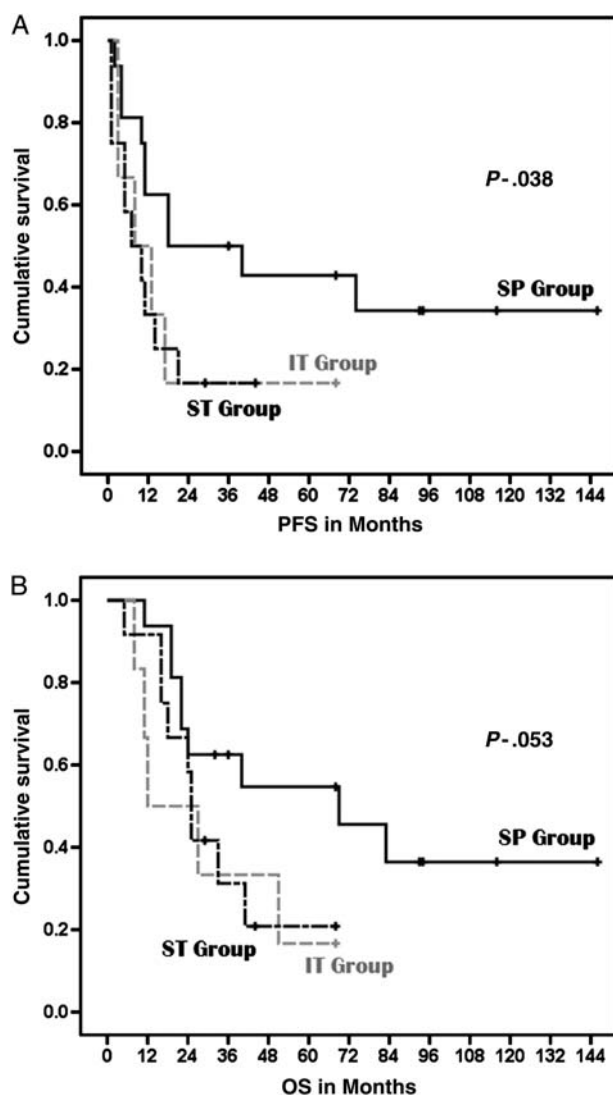 A
1.0
0.8
0.6
0.4
0.2
0.0
Cumulative survival
P- .038
SP Group
IT Group
ST Group
0 12 24 36 48 60 72 84 96 108 120 132 144
PFS in Months
B
1.0
0.8
0.6
0.4
0.2
0.0
Cumulative survival
P- .053
SP Group
ST Group
IT Group
0 12 24 36 48 60 72 84 96 108 120 132 144
OS in Months